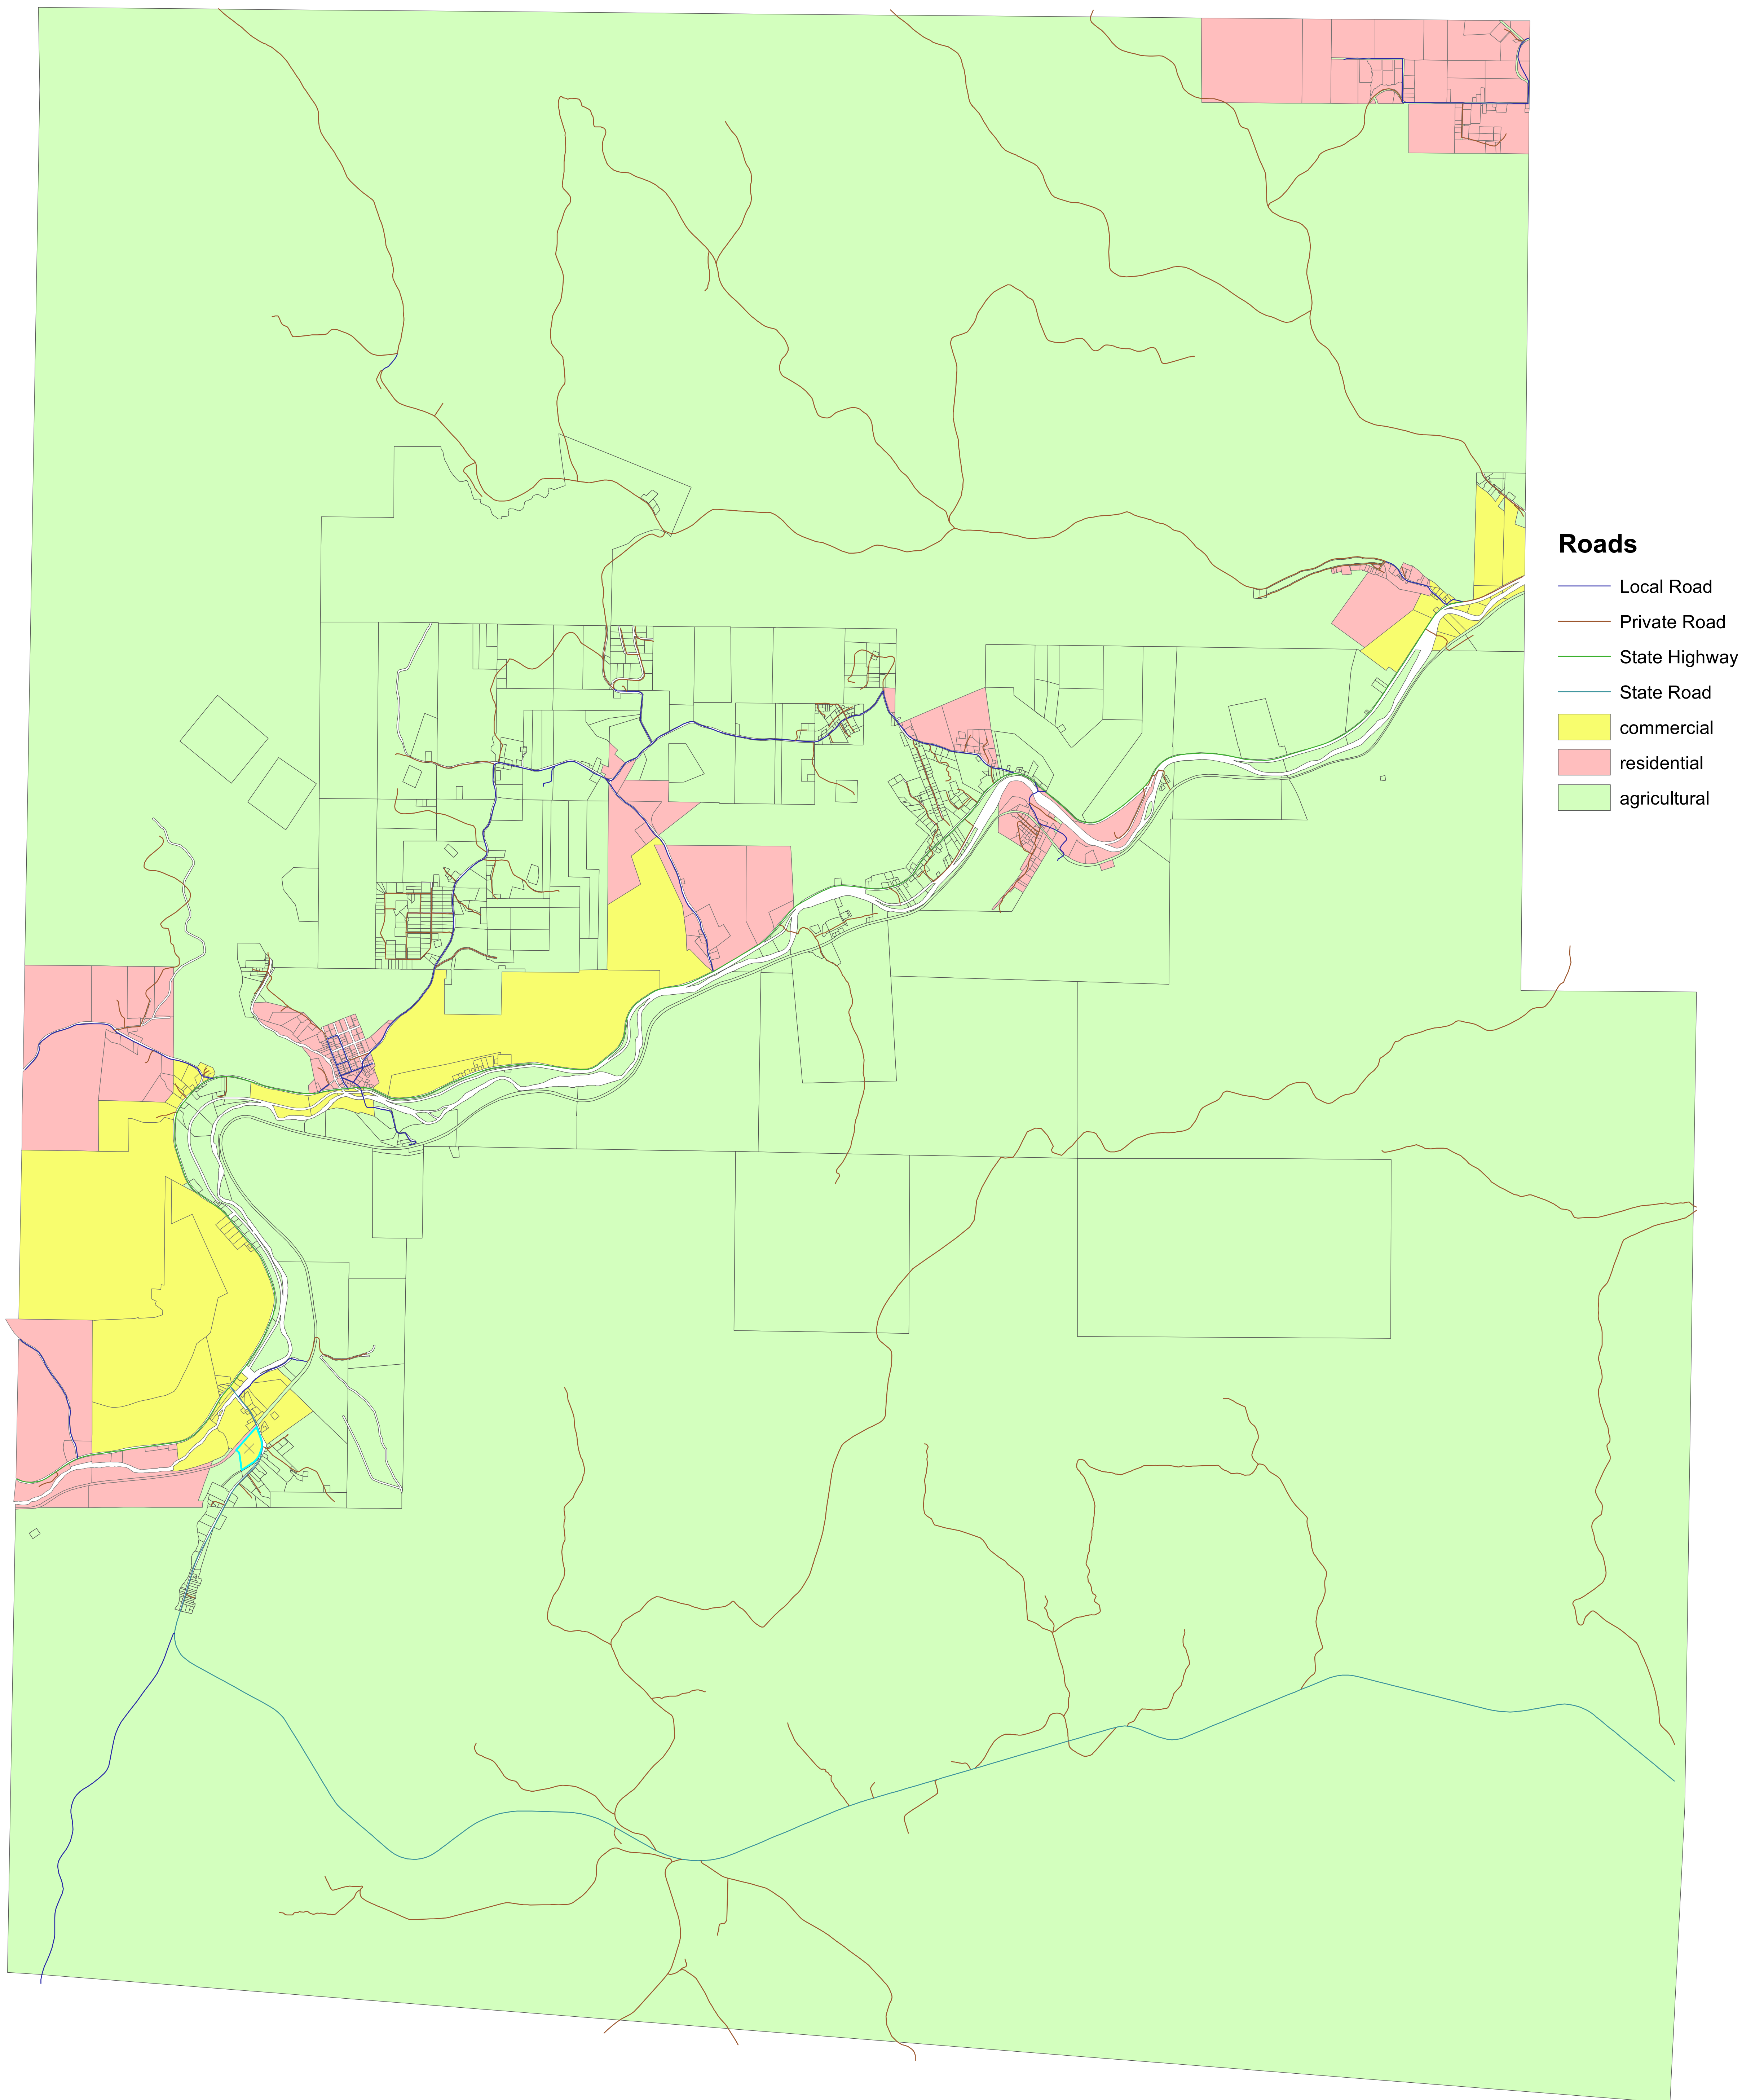 Roads
Local Road
Private Road
State Highway
State Road
commercial
residential
agricultural